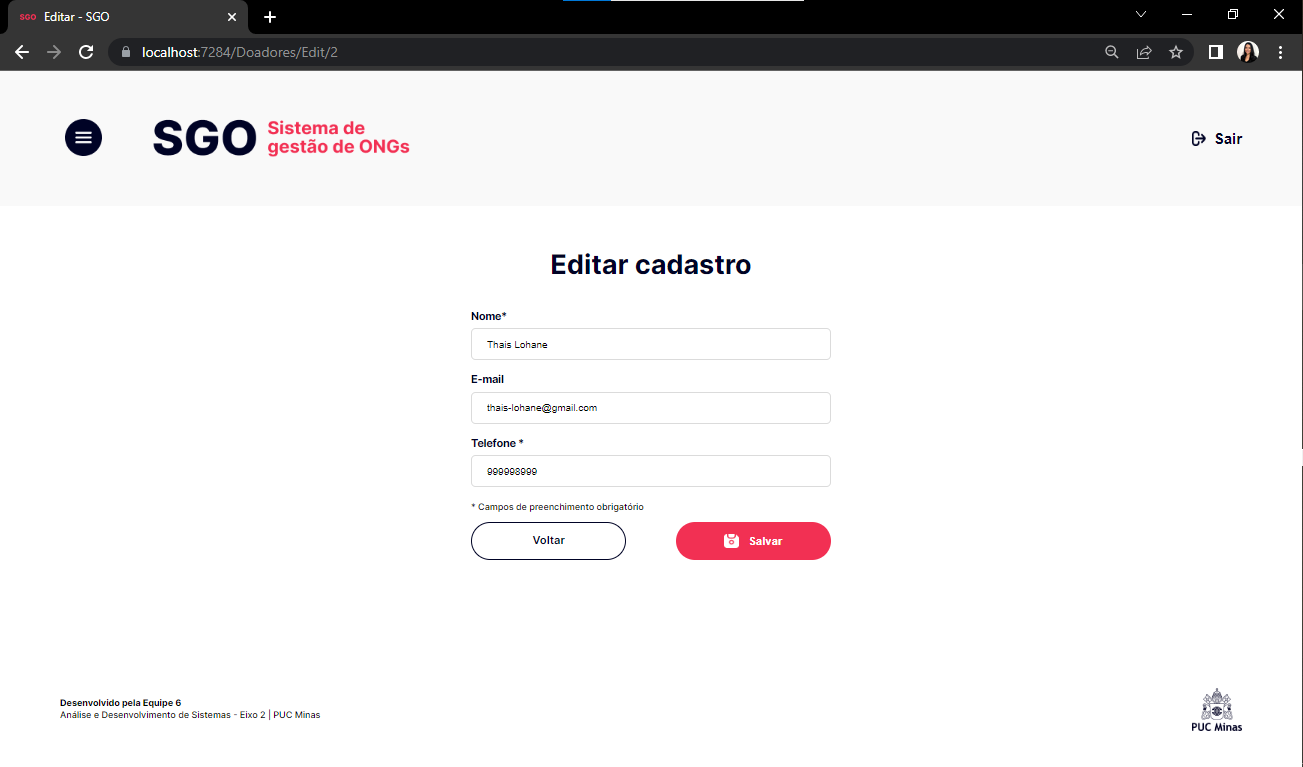 SGO Editar - SGO
localhost:7284/Doadores/Edit/2
SGO Sistema de
gestão de ONGs
Sair
Editar cadastro
Nome*
Thais Lohane
E-mail
thais-lohane@gmail.com
Telefone *
999998999
* Campos de preenchimento obrigatório
Voltar
Salvar
Desenvolvido pela Equipe 6
Análise e Desenvolvimento de Sistemas - Eixo 2 | PUC Minas
PUC Minas